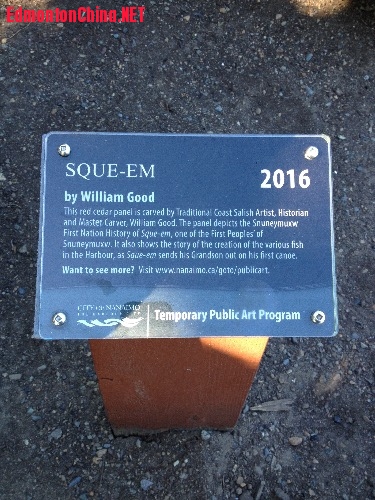 EdmontonChina.NET
SQUE-EM
2016
by William Good
This red cedar panel is carved by Traditional Coast Salish Artist, Historian
and Master Carver, William Good. The panel depicts the Snuneymuxw
First Nation History of Sque-em, one of the First Peoples' of
Snuneymuxw. It also shows the story of the creation of the various fish
in the Harbour, as Sque-em sends his Grandson out on his first canoe.
Want to see more? Visit www.nanaimo.ca/goto/publicart.
CITY OF NANAIMO
THE HARBOUR CITY
Temporary Public Art Program